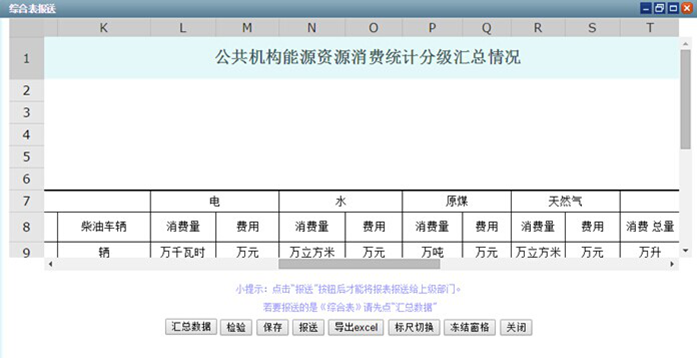 综合表报送
K L M N O P Q R S T
1 公共机构能源资源消费统计分级汇总情况
2
3
4
5
6
7 电 水 原煤 天然气
8 柴油车辆 消费量 费用 消费量 费用 消费量 费用 消费量 费用 消费 总量
9 辆 万千瓦时 万元 万立方米 万元 万吨 万元 万立方米 万元 万升
小提示：点击"报送"按钮后才能将报表报送给上级部门。
若要报送的是《综合表》请先点"汇总数据"
汇总数据 检验 保存 报送 导出excel 标尺切换 冻结窗格 关闭